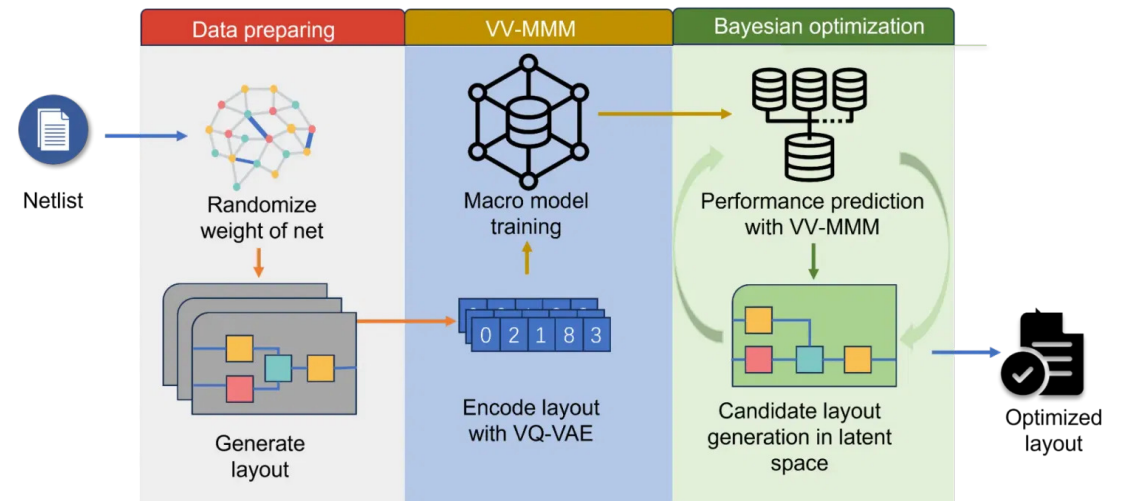 Data preparing
VV-MMM
Bayesian optimization
Netlist
Randomize
weight of net
Macro model
training
Performance prediction
with VV-MMM
0 2 1 8 3
Generate
layout
Encode layout
with VQ-VAE
Candidate layout
generation in latent
space
Optimized
layout